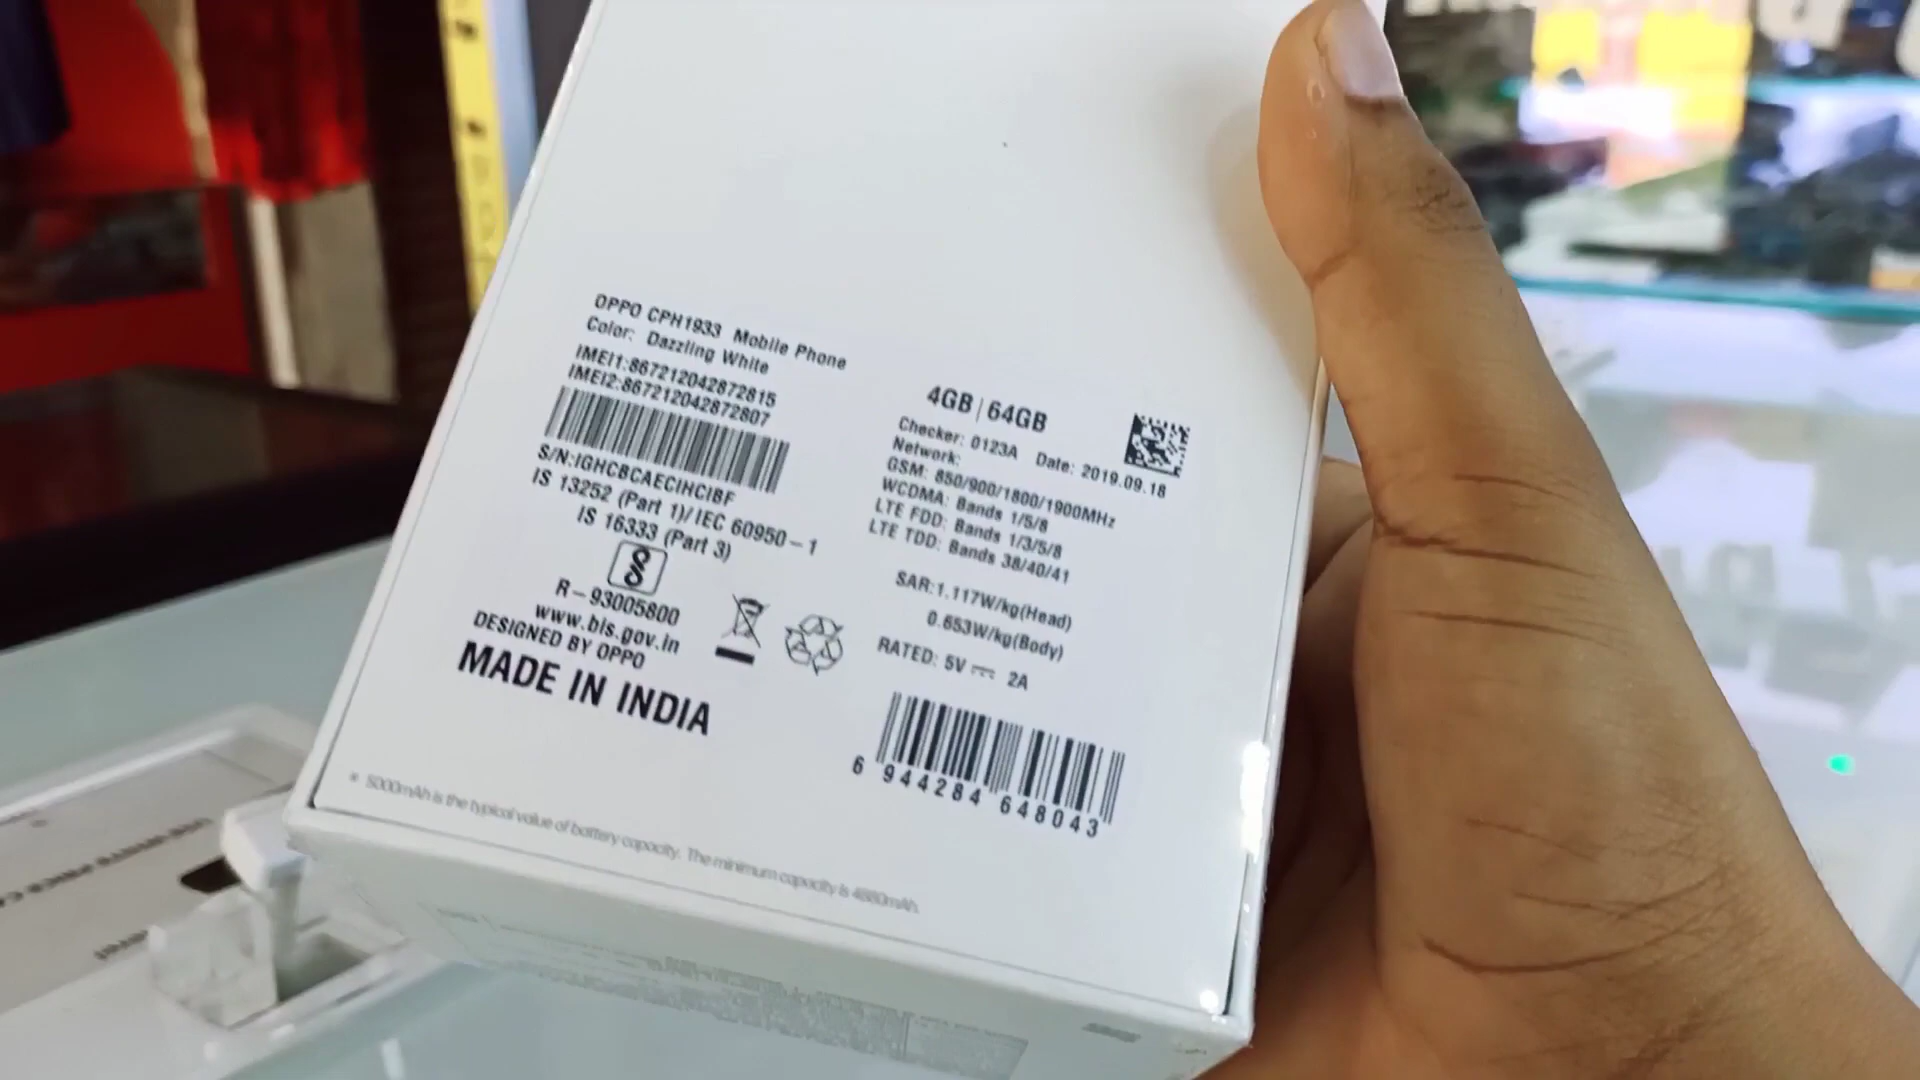 OPPO CPH1933 Mobile Phone
Color: Dazzling White
IMEI1:867212042872815
IMEI2:867212042872807
S/N:IGHCBCAECIHCIBF
IS 13252 (Part 1)/ IEC 60950-1
IS 16333 (Part 3)
R-93005800
www.bis.gov.in
DESIGNED BY OPPO
MADE IN INDIA
4GB | 64GB
Checker: 0123A Date: 2019.09.18
Network:
GSM: 850/900/1800/1900MHz
WCDMA: Bands 1/5/8
LTE FDD: Bands 1/3/5/8
LTE TDD: Bands 38/40/41
SAR:1.117W/kg(Head)
0.653W/kg(Body)
RATED: 5V ⎓ 2A
6 944284 648043
* 5000mAh is the typical value of battery capacity. The minimum capacity is 4880mAh.